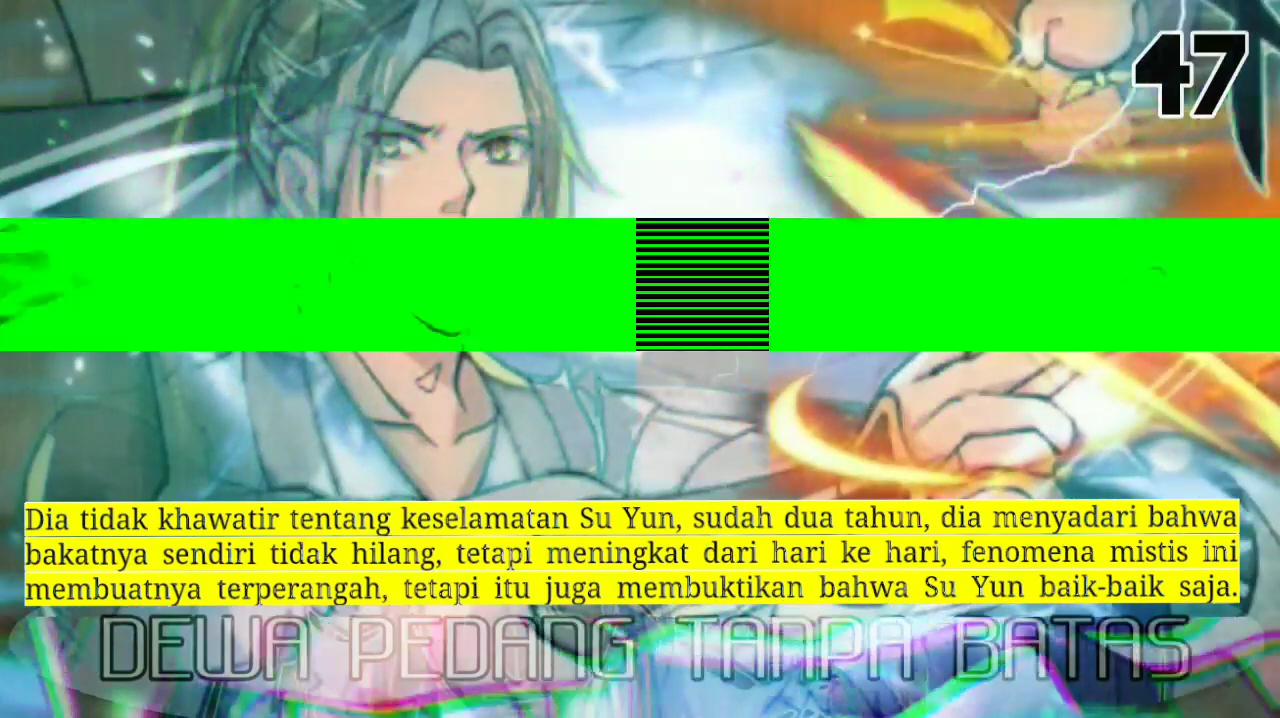 47
Dia tidak khawatir tentang keselamatan Su Yun, sudah dua tahun, dia menyadari bahwa
bakatnya sendiri tidak hilang, tetapi meningkat dari hari ke hari, fenomena mistis ini
membuatnya terperangah, tetapi itu juga membuktikan bahwa Su Yun baik-baik saja.
DEWA PEDANG TANPA BATAS